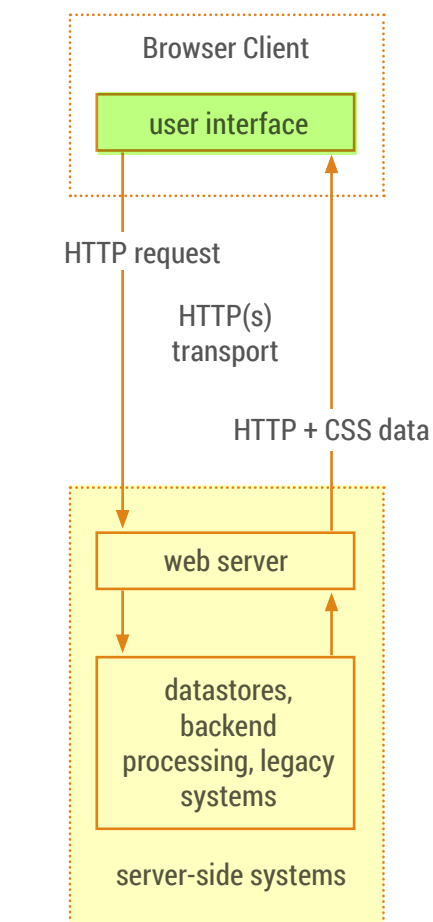 Browser Client
user interface
HTTP request
HTTP(s)
transport
HTTP + CSS data
web server
datastores,
backend
processing, legacy
systems
server-side systems